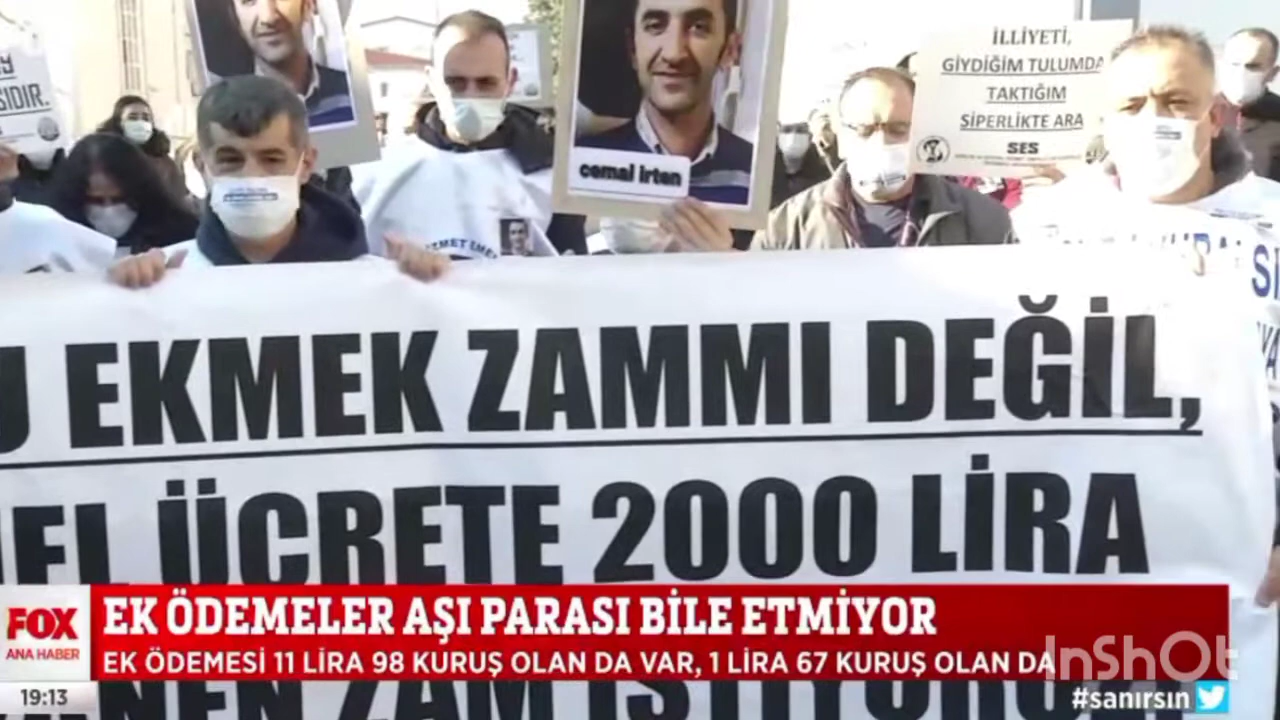 SIDIR.
İLLİYETİ,
GİYDİĞİM TULUMDA
TAKTIĞIM
SİPERLİKTE ARA
SES
cemal irten
EKMEK ZAMMI DEĞİL,
ÜCRETE 2000 LİRA
FOX
ANA HABER
EK ÖDEMELER AŞI PARASI BİLE ETMİYOR
EK ÖDEMESİ 11 LİRA 98 KURUŞ OLAN DA VAR, 1 LİRA 67 KURUŞ OLAN DA
InShOt
19:13
ZAM
#sanırsın